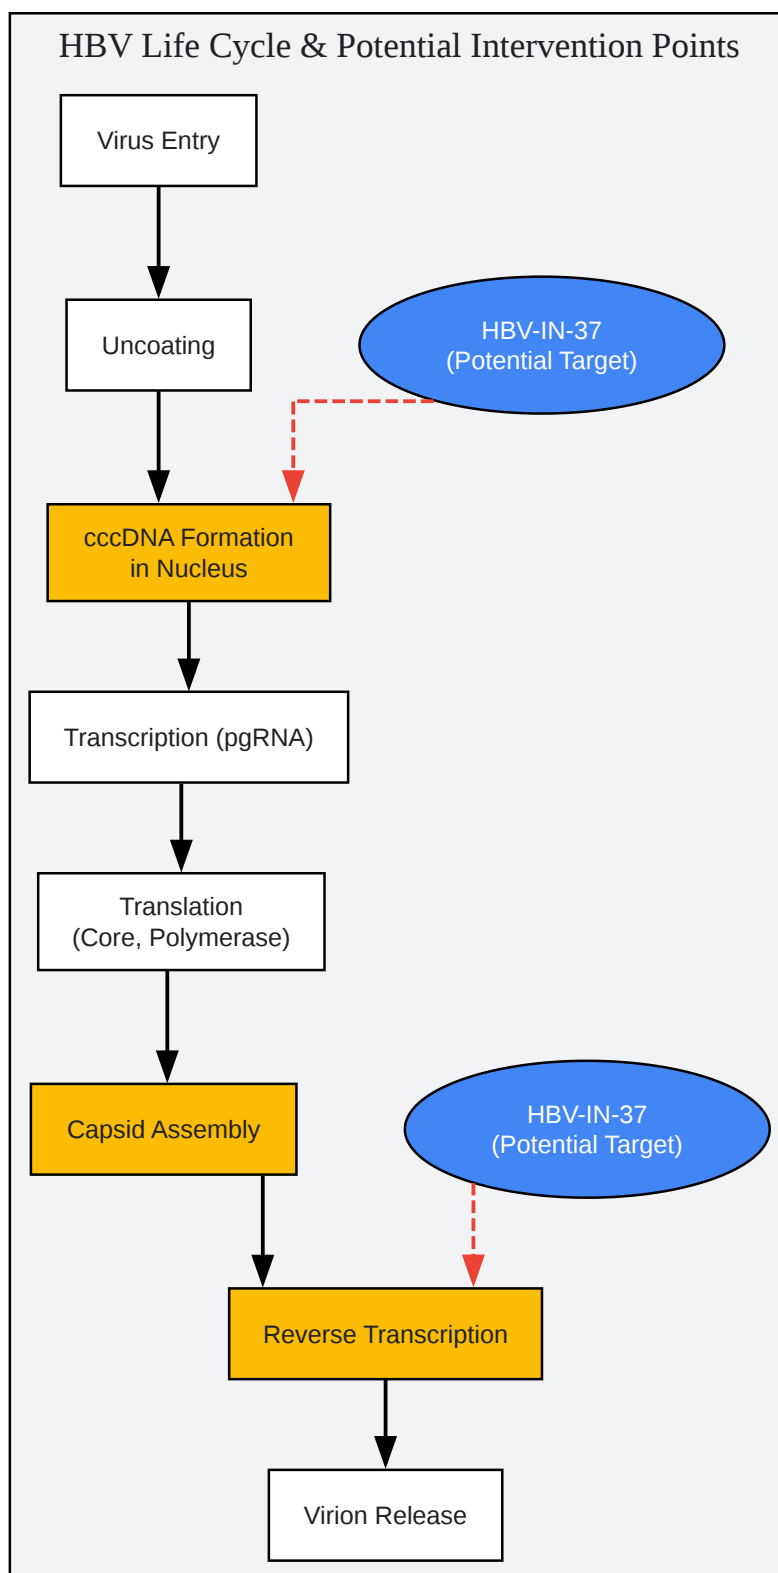 HBV Life Cycle & Potential Intervention Points
Virus Entry
Uncoating
HBV-IN-37
(Potential Target)
cccDNA Formation
in Nucleus
Transcription (pgRNA)
Translation
(Core, Polymerase)
Capsid Assembly
HBV-IN-37
(Potential Target)
Reverse Transcription
Virion Release